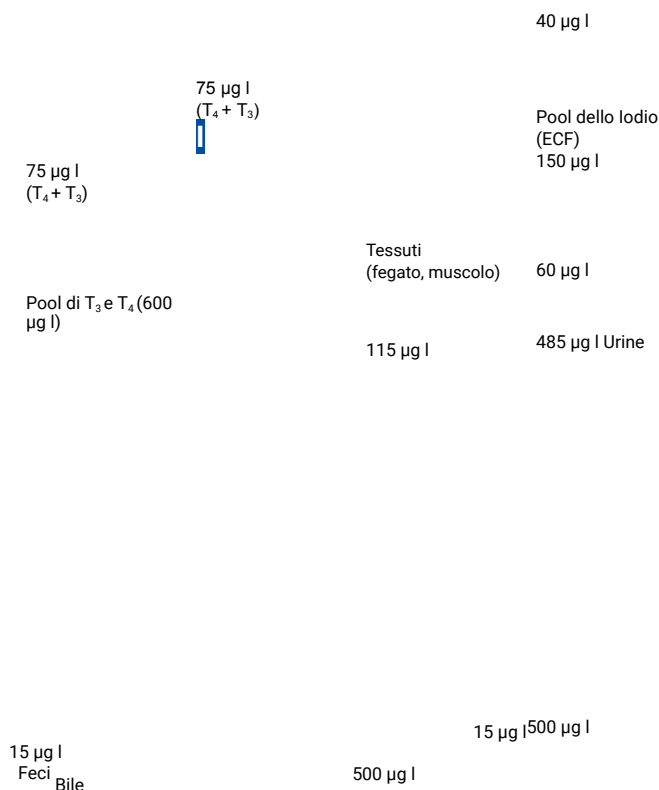 40 µg l
75 µg l
(T₄ + T₃)
Pool dello Iodio
(ECF)
150 µg l
75 µg l
(T₄ + T₃)
Tessuti
(fegato, muscolo)
60 µg l
Pool di T₃ e T₄ (600
µg l)
485 µg l Urine
115 µg l
15 µg l
500 µg l
15 µg l
Feci
Bile
500 µg l